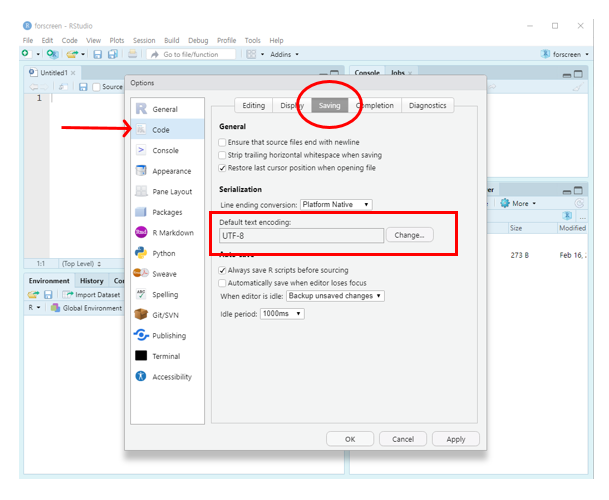 forscreen - RStudio
File Edit Code View Plots Session Build Debug Profile Tools Help
Go to file/function Addins forscreen
Untitled1
Source
1
1:1 (Top Level)
Environment History
Import Dataset
R Global Environment
Console Jobs
More
Size Modified
273 B Feb 16,
Options
General
Code
Console
Appearance
Pane Layout
Packages
R Markdown
Python
Sweave
Spelling
Git/SVN
Publishing
Terminal
Accessibility
Editing Display Saving Completion Diagnostics
General
Ensure that source files end with newline
Strip trailing horizontal whitespace when saving
Restore last cursor position when opening file
Serialization
Line ending conversion: Platform Native
Default text encoding:
UTF-8 Change...
Auto-save
Always save R scripts before sourcing
Automatically save when editor loses focus
When editor is idle: Backup unsaved changes
Idle period: 1000ms
OK Cancel Apply